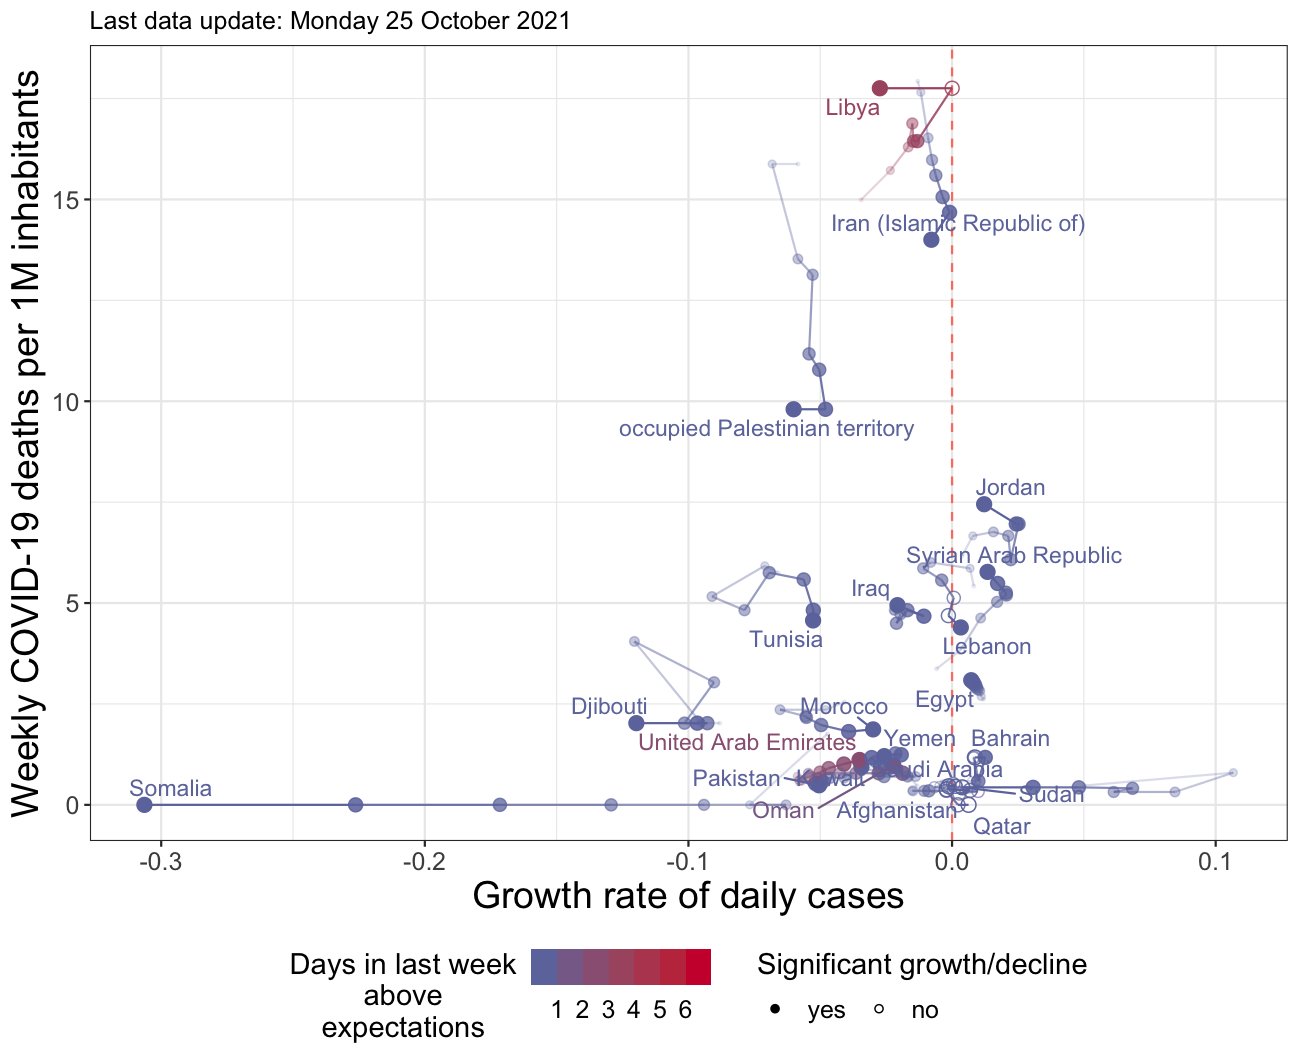 Last data update: Monday 25 October 2021
Weekly COVID-19 deaths per 1M inhabitants
15
10
5
0
Libya
Iran (Islamic Republic of)
occupied Palestinian territory
Jordan
Syrian Arab Republic
Iraq
Tunisia
Lebanon
Egypt
Djibouti
Morocco
United Arab Emirates
Yemen
Bahrain
Saudi Arabia
Pakistan
Kuwait
Somalia
Sudan
Oman
Afghanistan
Qatar
-0.3
-0.2
-0.1
0.0
0.1
Growth rate of daily cases
Days in last week
above
expectations
1 2 3 4 5 6
Significant growth/decline
yes
no